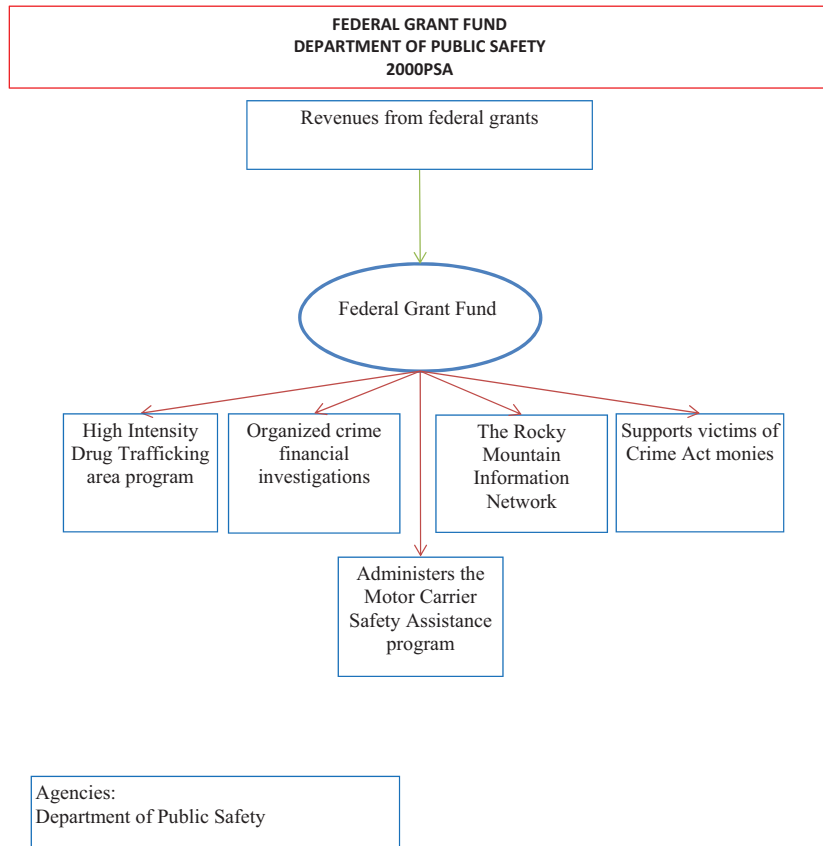 FEDERAL GRANT FUND
DEPARTMENT OF PUBLIC SAFETY
2000PSA
Revenues from federal grants
Federal Grant Fund
High Intensity
Drug Trafficking
area program
Organized crime
financial
investigations
The Rocky
Mountain
Information
Network
Supports victims of
Crime Act monies
Administers the
Motor Carrier
Safety Assistance
program
Agencies:
Department of Public Safety